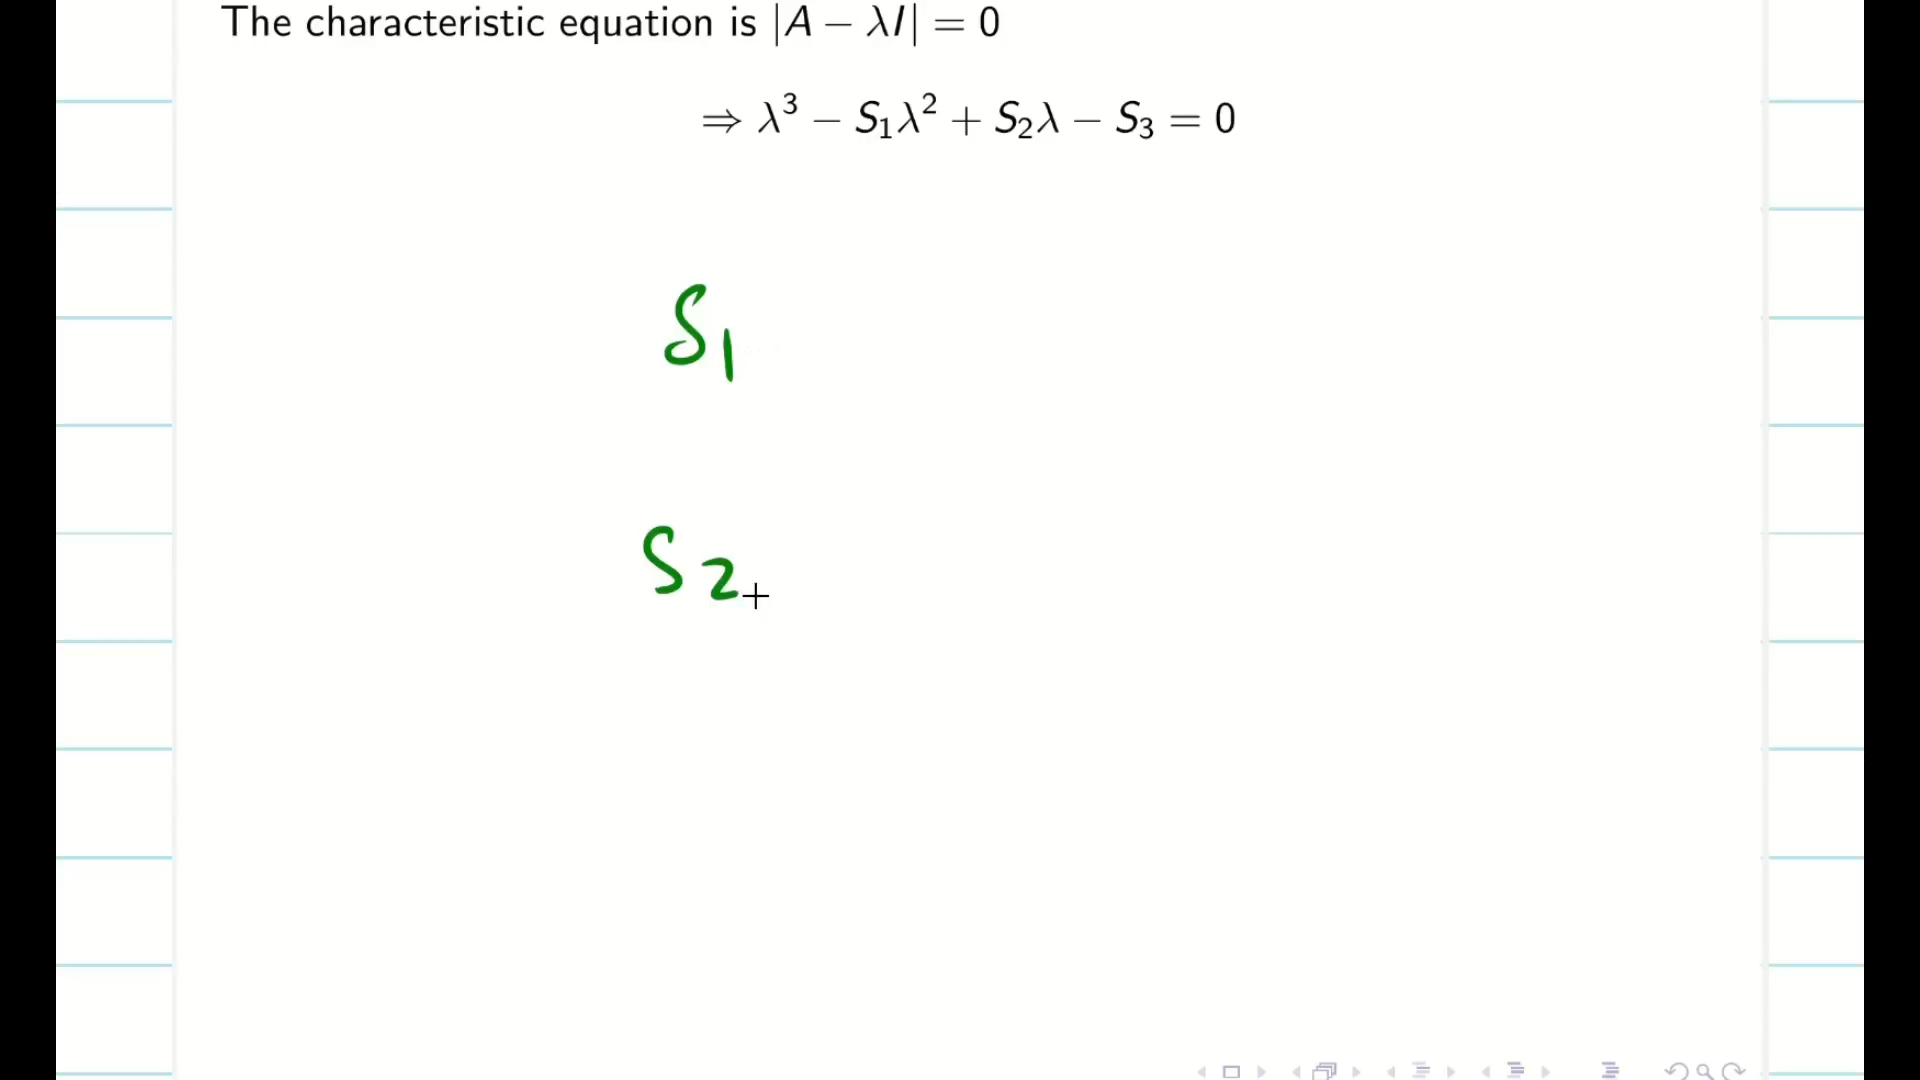 The characteristic equation is |A − λI| = 0
⇒ λ³ − S₁λ² + S₂λ − S₃ = 0
S₁
S₂